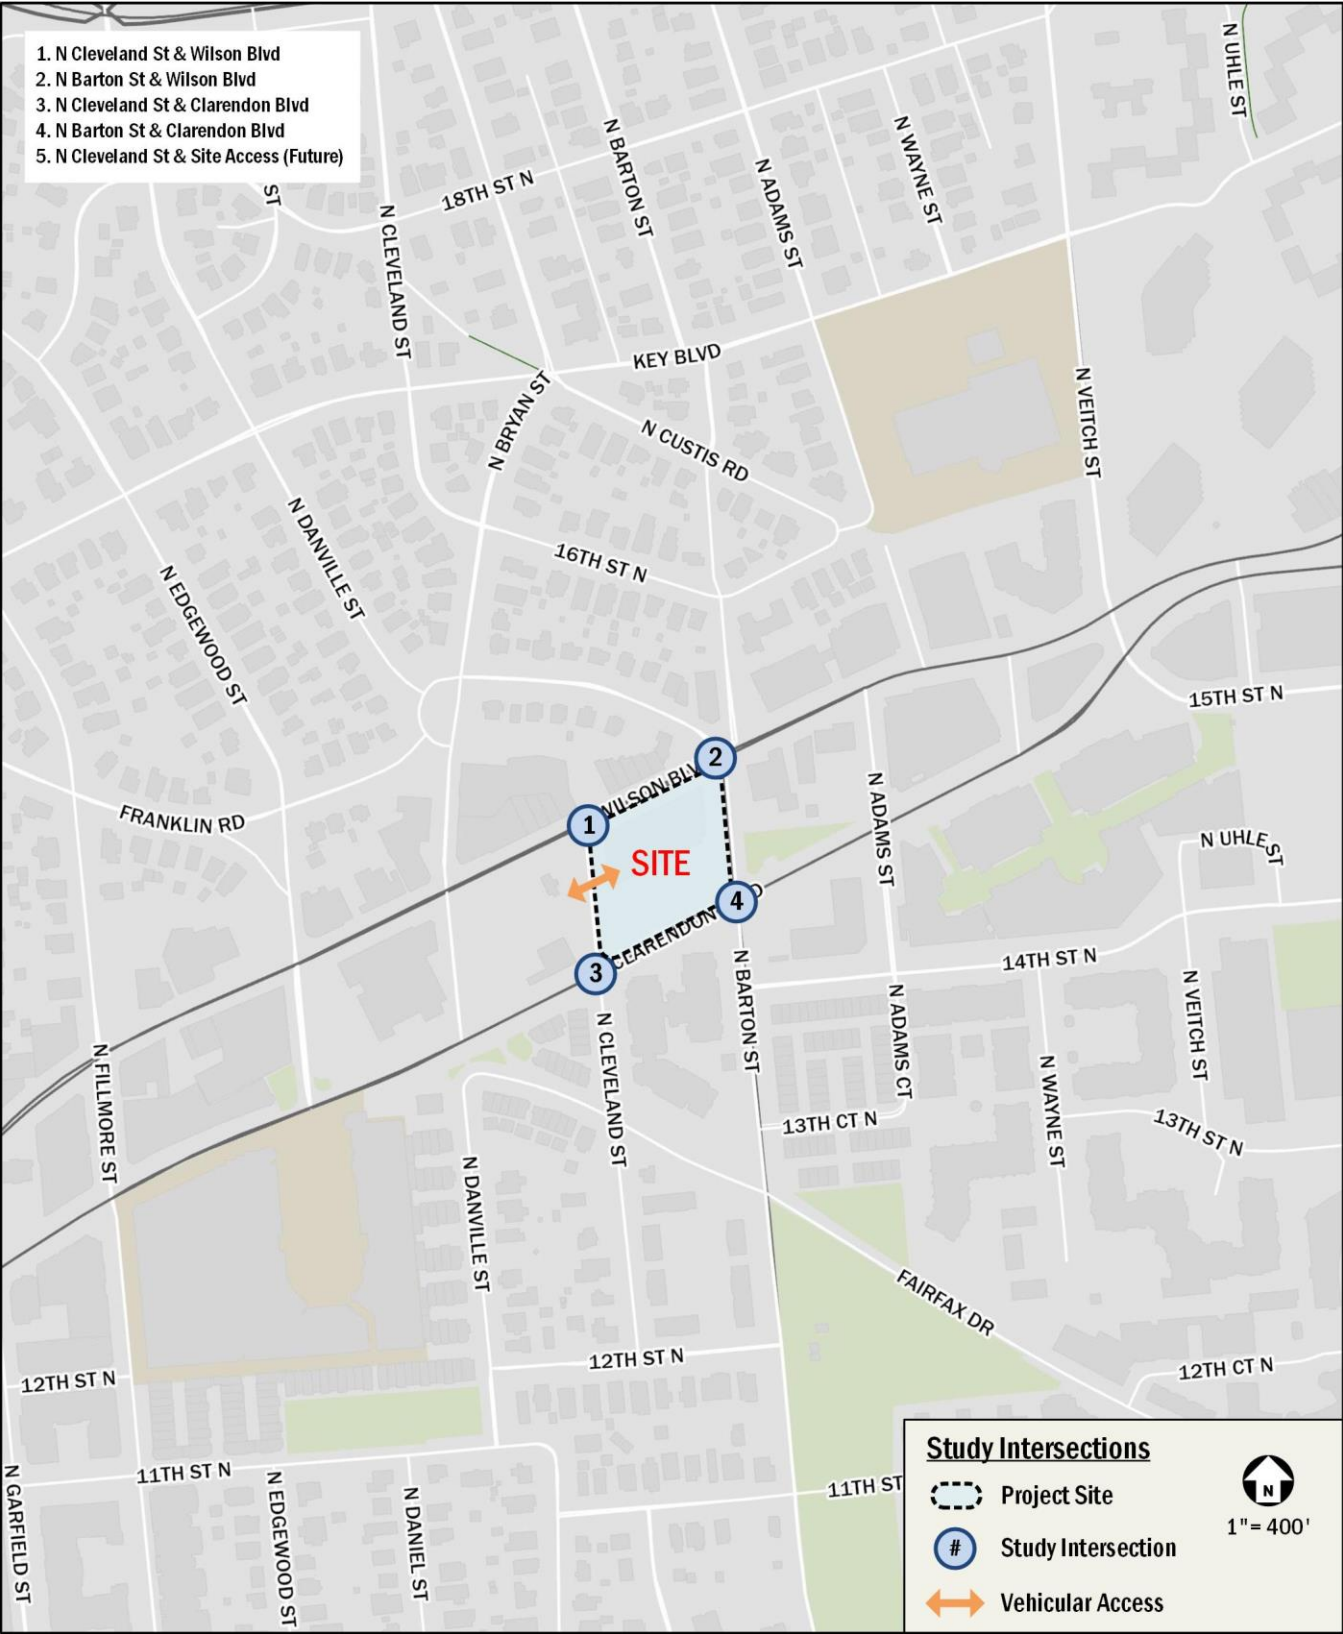 1. N Cleveland St & Wilson Blvd
2. N Barton St & Wilson Blvd
3. N Cleveland St & Clarendon Blvd
4. N Barton St & Clarendon Blvd
5. N Cleveland St & Site Access (Future)
N UHLE ST
ST
18TH ST N
N BARTON ST
N WAYNE ST
N ADAMS ST
N CLEVELAND ST
KEY BLVD
N BRYAN ST
N VEITCH ST
N CUSTIS RD
N DANVILLE ST
16TH ST N
N EDGEWOOD ST
15TH ST N
2
WILSON BLV
1
FRANKLIN RD
N ADAMS ST
N UHLE ST
SITE
4
CLARENDON D
3
14TH ST N
N BARTON ST
N ADAMS CT
N VEITCH ST
N CLEVELAND ST
N FILLMORE ST
N WAYNE ST
13TH CT N
13TH ST N
N DANVILLE ST
FAIRFAX DR
12TH ST N
12TH ST N
12TH CT N
11TH ST N
11TH ST
N GARFIELD ST
N EDGEWOOD ST
N DANIEL ST
Study Intersections
Project Site
# Study Intersection
Vehicular Access
N
1"= 400'